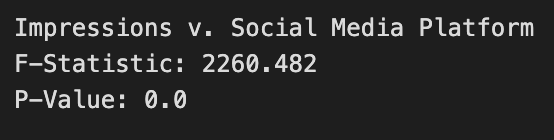 Impressions v. Social Media Platform
F-Statistic: 2260.482
P-Value: 0.0